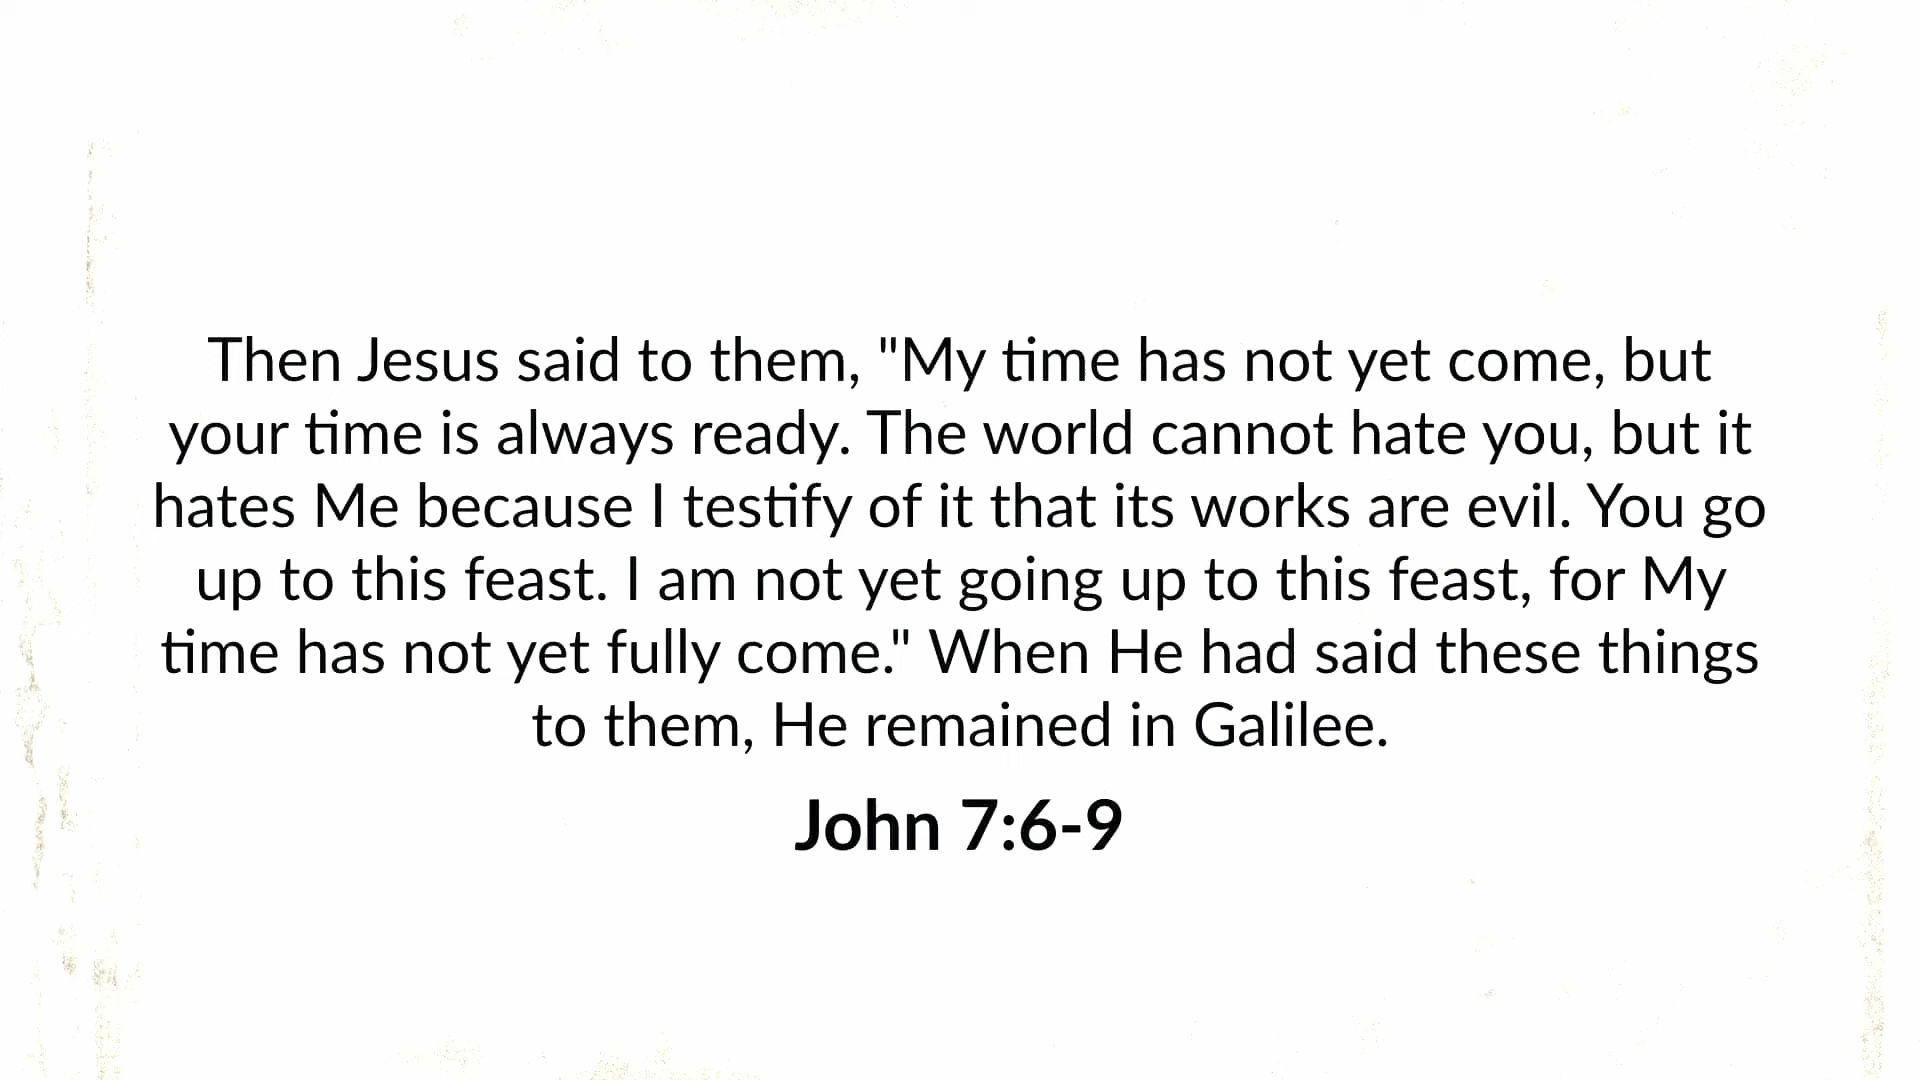 Then Jesus said to them, "My time has not yet come, but
your time is always ready. The world cannot hate you, but it
hates Me because I testify of it that its works are evil. You go
up to this feast. I am not yet going up to this feast, for My
time has not yet fully come." When He had said these things
to them, He remained in Galilee.
John 7:6-9